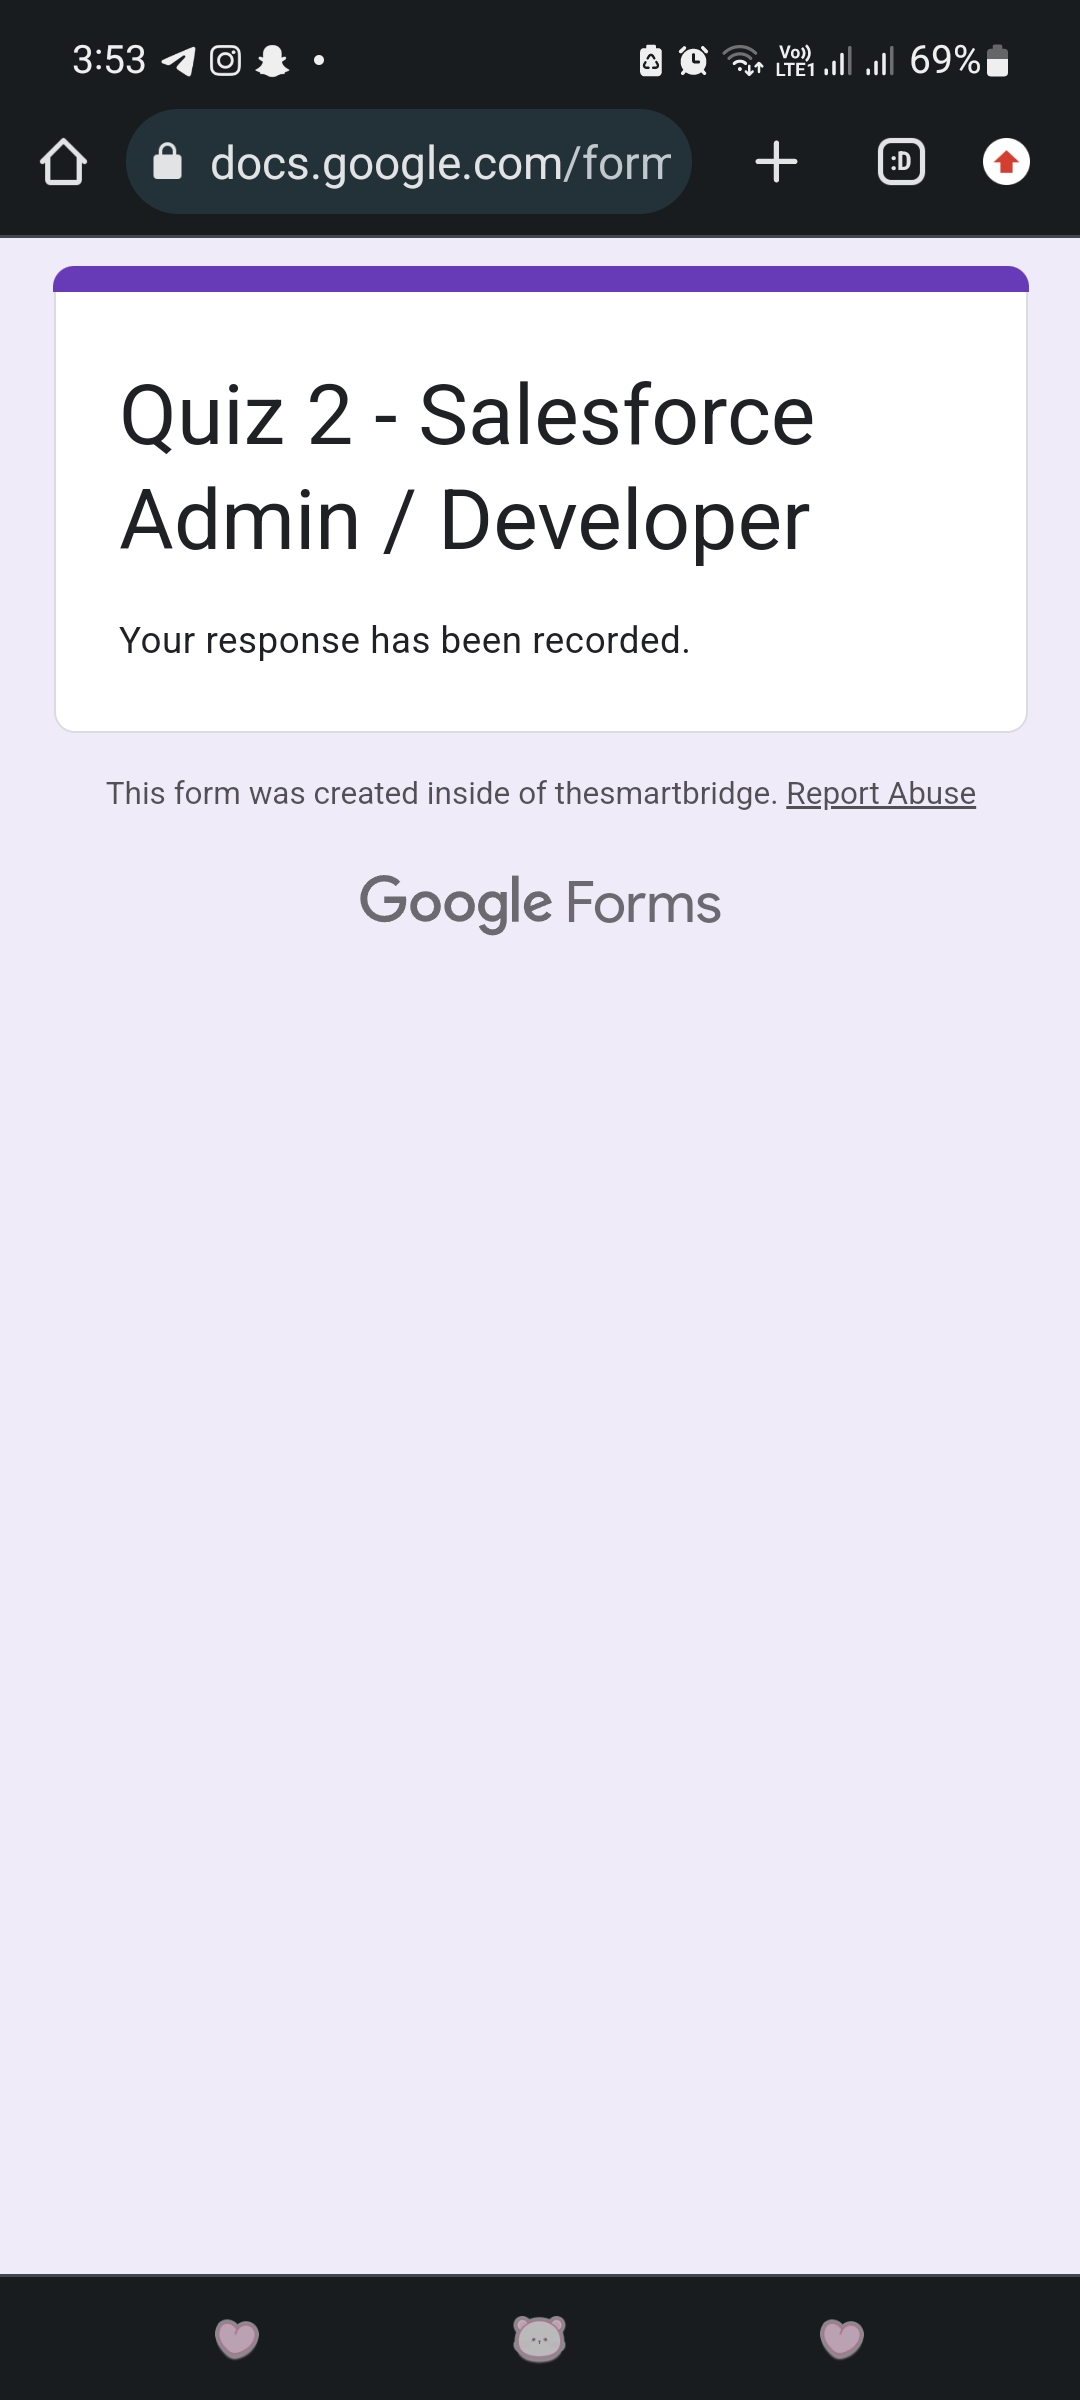 3:53 Vo)) LTE1 69%
docs.google.com/form
:D
Quiz 2 - Salesforce
Admin / Developer
Your response has been recorded.
This form was created inside of thesmartbridge. Report Abuse
Google Forms